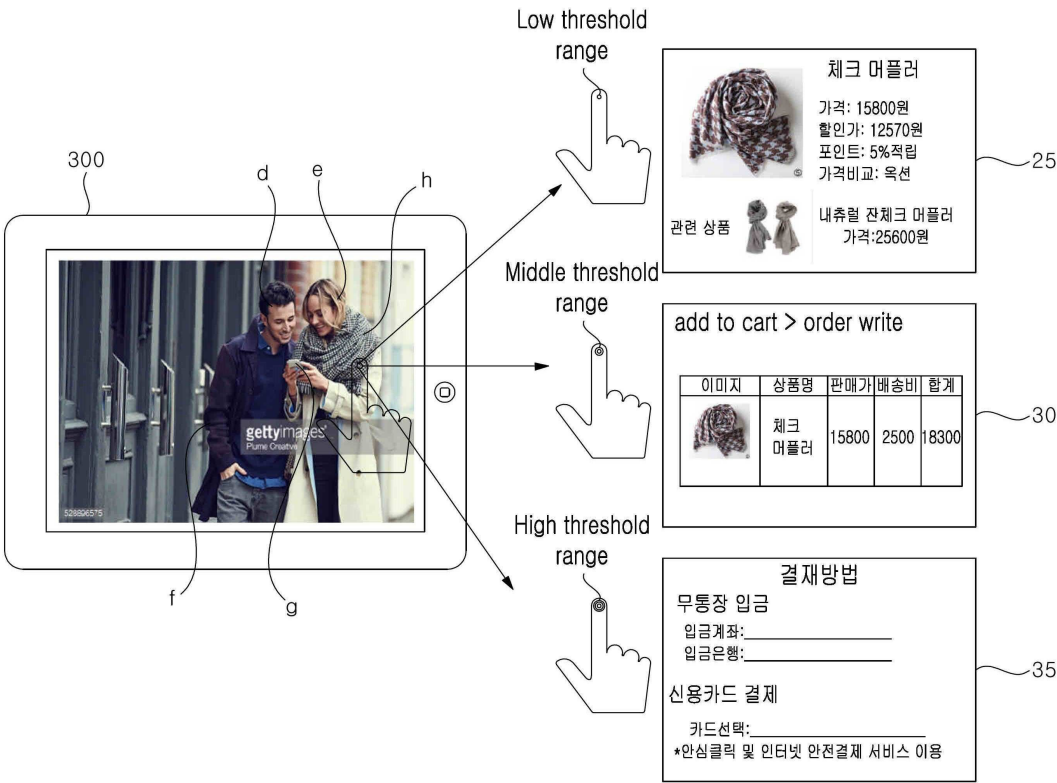 Low threshold
range
체크 머플러
가격: 15800원
할인가: 12570원
포인트: 5%적립
가격비교: 옥션
25
관련 상품
내츄럴 잔체크 머플러
가격:25600원
300
d
e
h
Middle threshold
range
add to cart > order write
이미지 상품명 판매가 배송비 합계
체크
머플러
15800 2500 18300
30
gettyimages®
Plume Creative
528896575
f
g
High threshold
range
결재방법
무통장 입금
입금계좌:
입금은행:
35
신용카드 결제
카드선택:
*안심클릭 및 인터넷 안전결제 서비스 이용